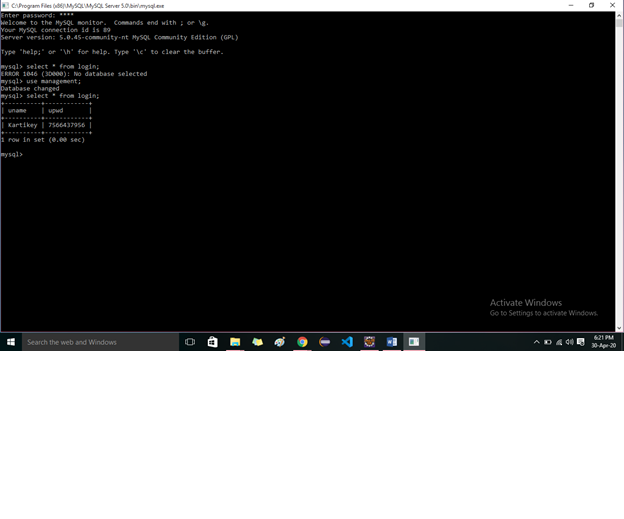 C:\Program Files (x86)\MySQL\MySQL Server 5.0\bin\mysql.exe
Enter password: ****
Welcome to the MySQL monitor.  Commands end with ; or \g.
Your MySQL connection id is 89
Server version: 5.0.45-community-nt MySQL Community Edition (GPL)
Type 'help;' or '\h' for help. Type '\c' to clear the buffer.
mysql> select * from login;
ERROR 1046 (3D000): No database selected
mysql> use management;
Database changed
mysql> select * from login;
+----------+------------+
| uname    | upwd       |
+----------+------------+
| Kartikey | 7566437956 |
+----------+------------+
1 row in set (0.00 sec)
mysql>
Activate Windows
Go to Settings to activate Windows.
Search the web and Windows
6:21 PM
30-Apr-20